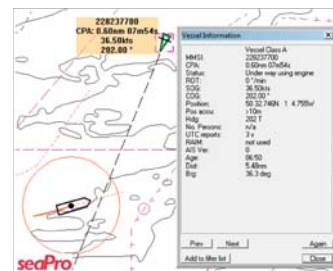 228237700
CPA: 0.60nm 07m54s
36.50kts
202.00 °
Vessel Information
Vessel Class A
MMSI: 228237700
CPA: 0.60nm 07m54s
Status: Under way using engine
ROT: 0 °/min
SOG: 36.50kts
COG: 202.00 °
Position: 50 32.746N 1 4.759W
Pos accu: >10m
Hdg: 202 T
No. Persons: n/a
UTC reports: 3 x
RAIM: not used
AIS Ver: 0
Age: 06:50
Dist: 5.48nm
Brg: 36.3 deg
Prev Next Again
Add to filter list Close
seaPro